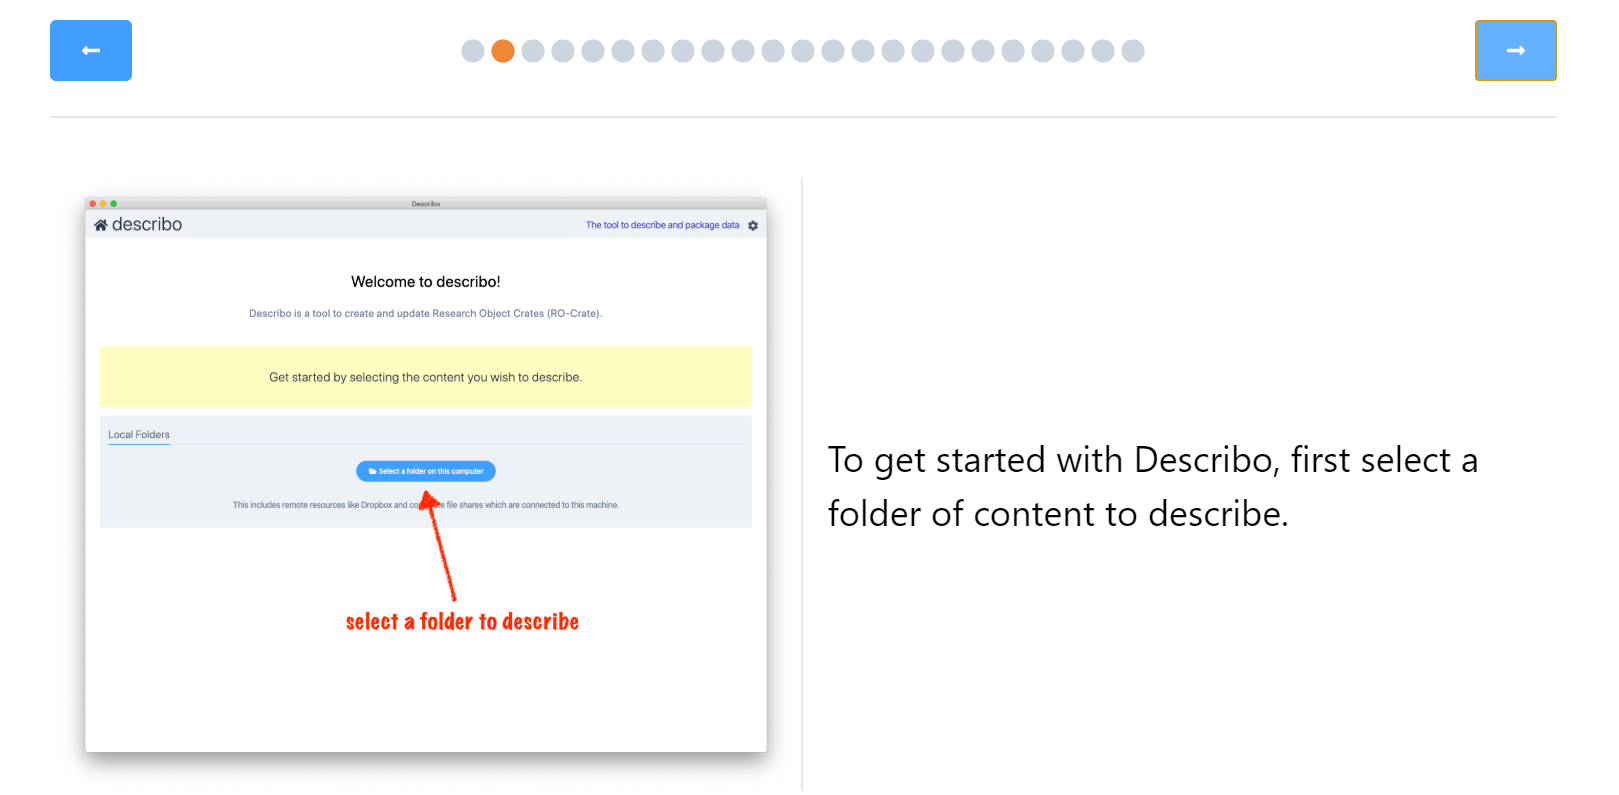 Describo
describo
The tool to describe and package data
Welcome to describo!
Describo is a tool to create and update Research Object Crates (RO-Crate).
Get started by selecting the content you wish to describe.
Local Folders
Select a folder on this computer
This includes remote resources like Dropbox and file shares which are connected to this machine.
select a folder to describe
To get started with Describo, first select a
folder of content to describe.